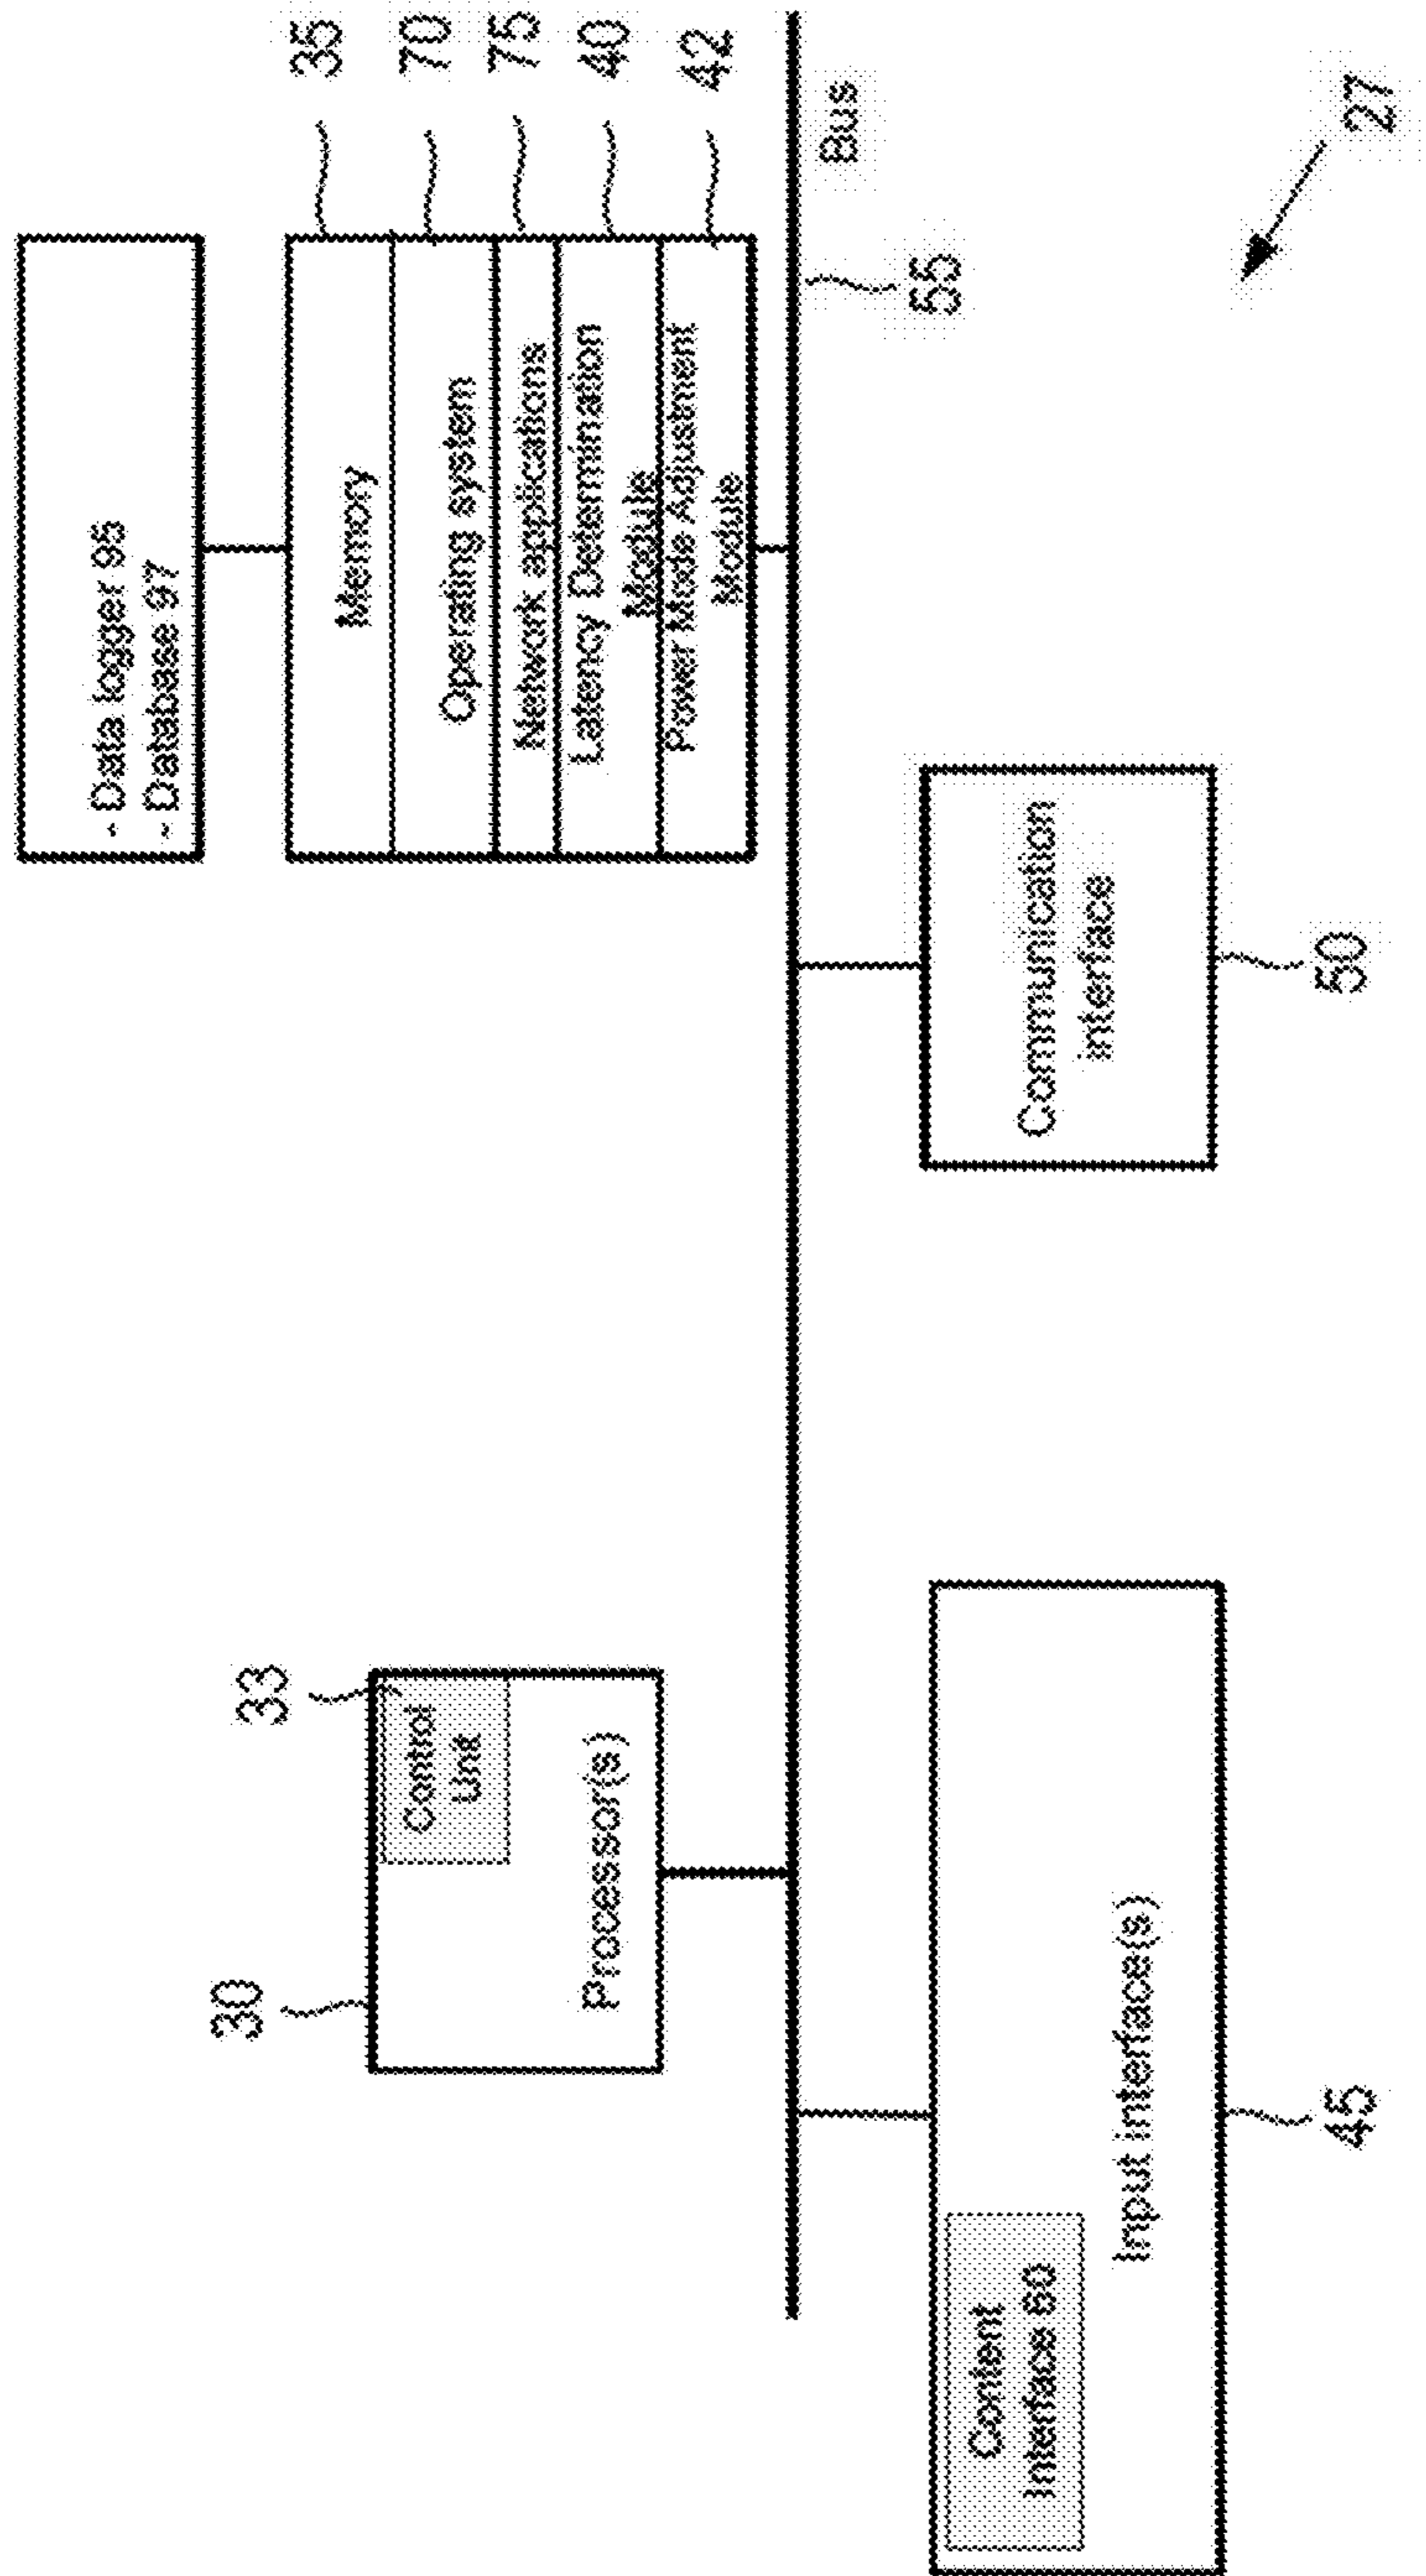 - Data logger 95
- Database 97
Memory
35
Operating system
70
Network applications
75
Latency Determination
Module
40
Power Mode Adjustment
Module
42
Bus
55
30
33
Control
Unit
Processor(s)
Content
Interface 60
Input interface(s)
45
Communication
interface
50
27